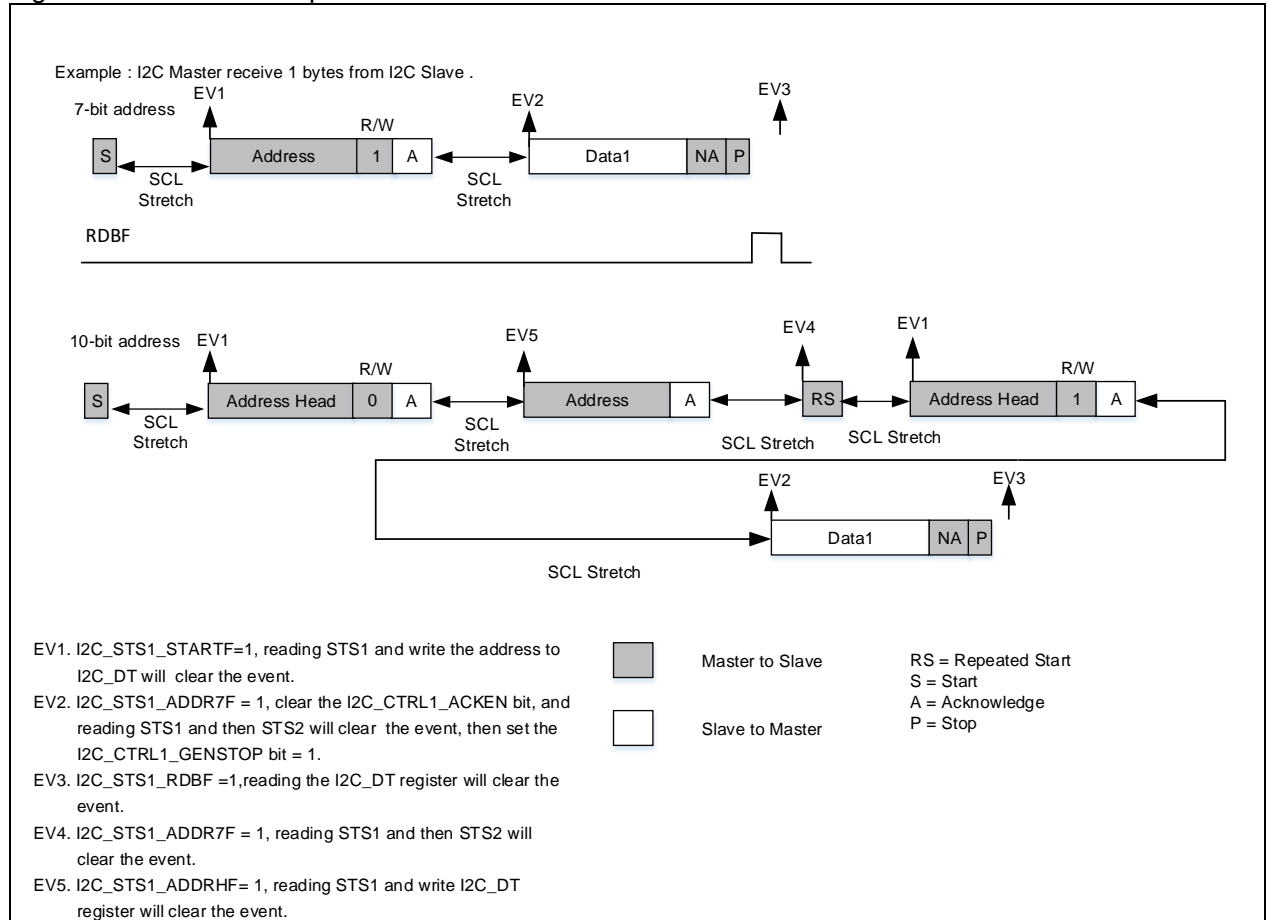 Example : I2C Master receive 1 bytes from I2C Slave .
7-bit address
EV1
EV2
EV3
R/W
S
Address
1
A
Data1
NA
P
SCL
Stretch
SCL
Stretch
RDBF
10-bit address
EV1
EV5
EV4
EV1
R/W
R/W
S
Address Head
0
A
Address
A
RS
Address Head
1
A
SCL
Stretch
SCL
Stretch
SCL Stretch
SCL Stretch
EV2
EV3
Data1
NA
P
SCL Stretch
EV1. I2C_STS1_STARTF=1, reading STS1 and write the address to
I2C_DT will clear the event.
EV2. I2C_STS1_ADDR7F = 1, clear the I2C_CTRL1_ACKEN bit, and
reading STS1 and then STS2 will clear the event, then set the
I2C_CTRL1_GENSTOP bit = 1.
EV3. I2C_STS1_RDBF =1,reading the I2C_DT register will clear the
event.
EV4. I2C_STS1_ADDR7F = 1, reading STS1 and then STS2 will
clear the event.
EV5. I2C_STS1_ADDRHF= 1, reading STS1 and write I2C_DT
register will clear the event.
Master to Slave
Slave to Master
RS = Repeated Start
S = Start
A = Acknowledge
P = Stop